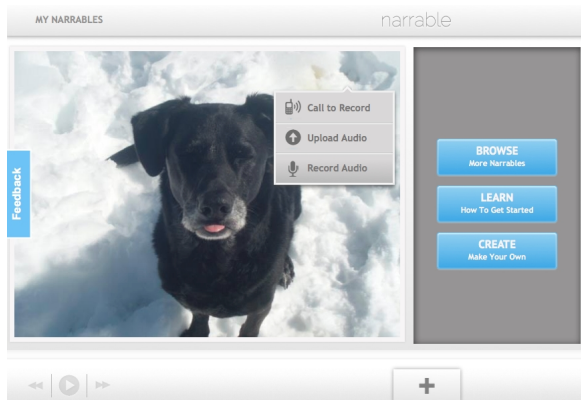 MY NARRABLES
narrable
Call to Record
Upload Audio
Record Audio
Feedback
BROWSE
More Narrables
LEARN
How To Get Started
CREATE
Make Your Own